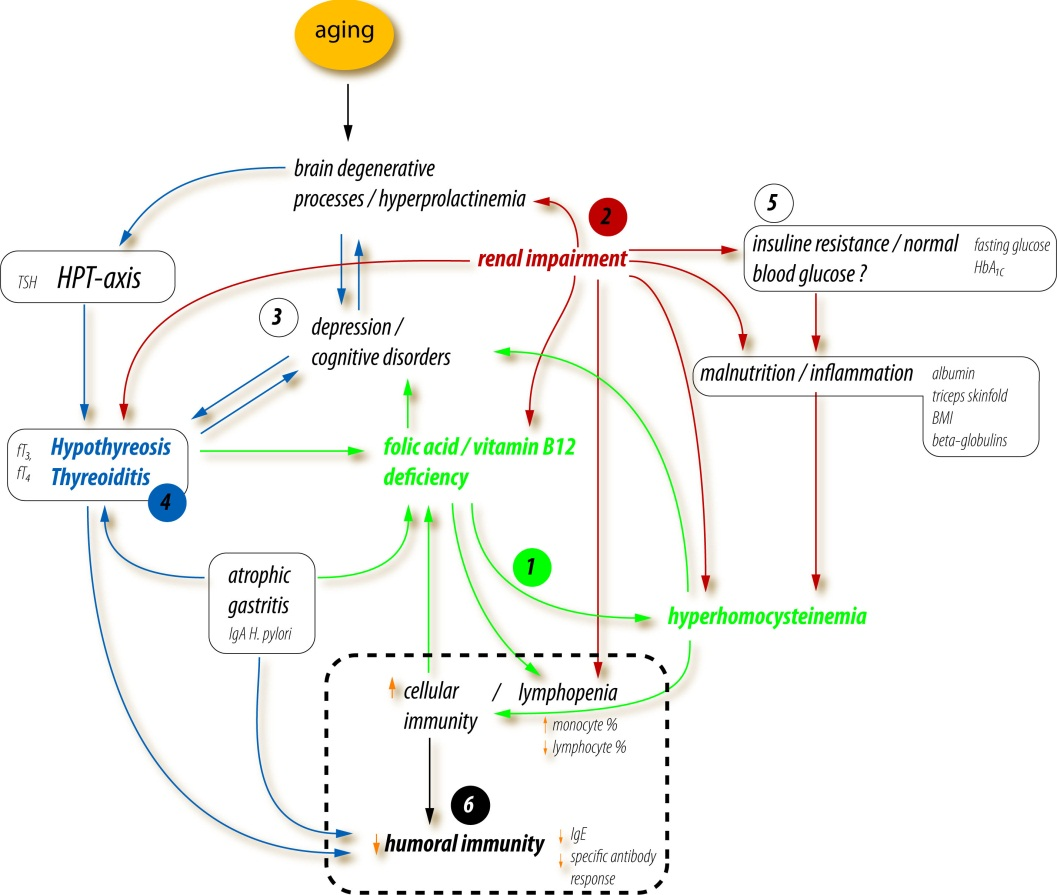 aging
brain degenerative
processes / hyperprolactinemia
2
5
renal impairment
insuline resistance / normal
blood glucose ?
fasting glucose
HbA1C
TSH HPT-axis
3
depression /
cognitive disorders
malnutrition / inflammation
albumin
triceps skinfold
BMI
beta-globulins
fT3,
fT4
Hypothyreosis
Thyreoiditis
4
folic acid / vitamin B12
deficiency
1
atrophic
gastritis
IgA H. pylori
hyperhomocysteinemia
cellular / lymphopenia
immunity
monocyte %
lymphocyte %
6
humoral immunity
IgE
specific antibody
response